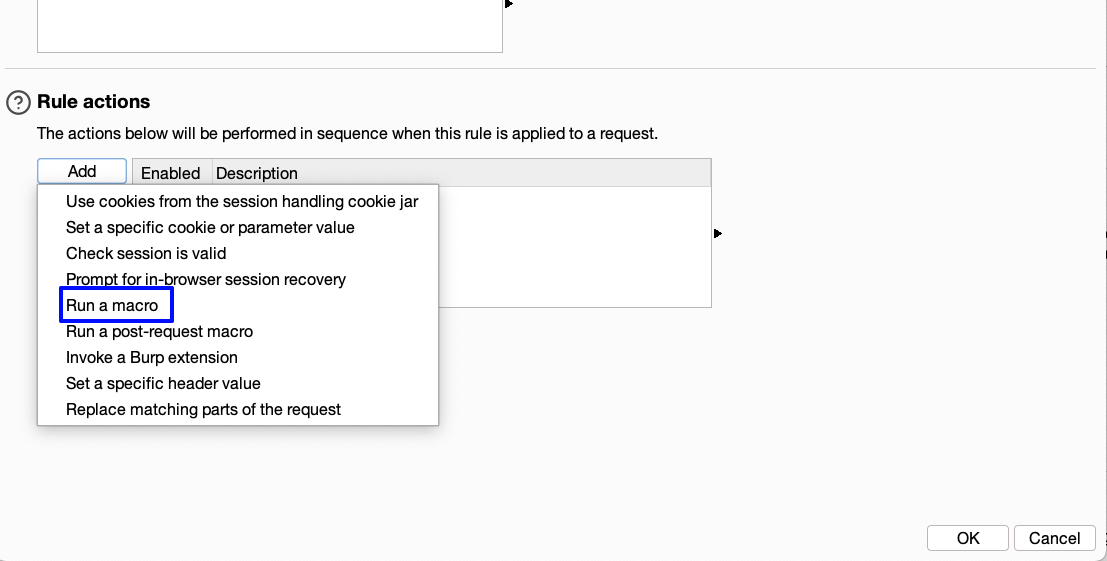 Rule actions
The actions below will be performed in sequence when this rule is applied to a request.
Add
Enabled
Description
Use cookies from the session handling cookie jar
Set a specific cookie or parameter value
Check session is valid
Prompt for in-browser session recovery
Run a macro
Run a post-request macro
Invoke a Burp extension
Set a specific header value
Replace matching parts of the request
OK
Cancel